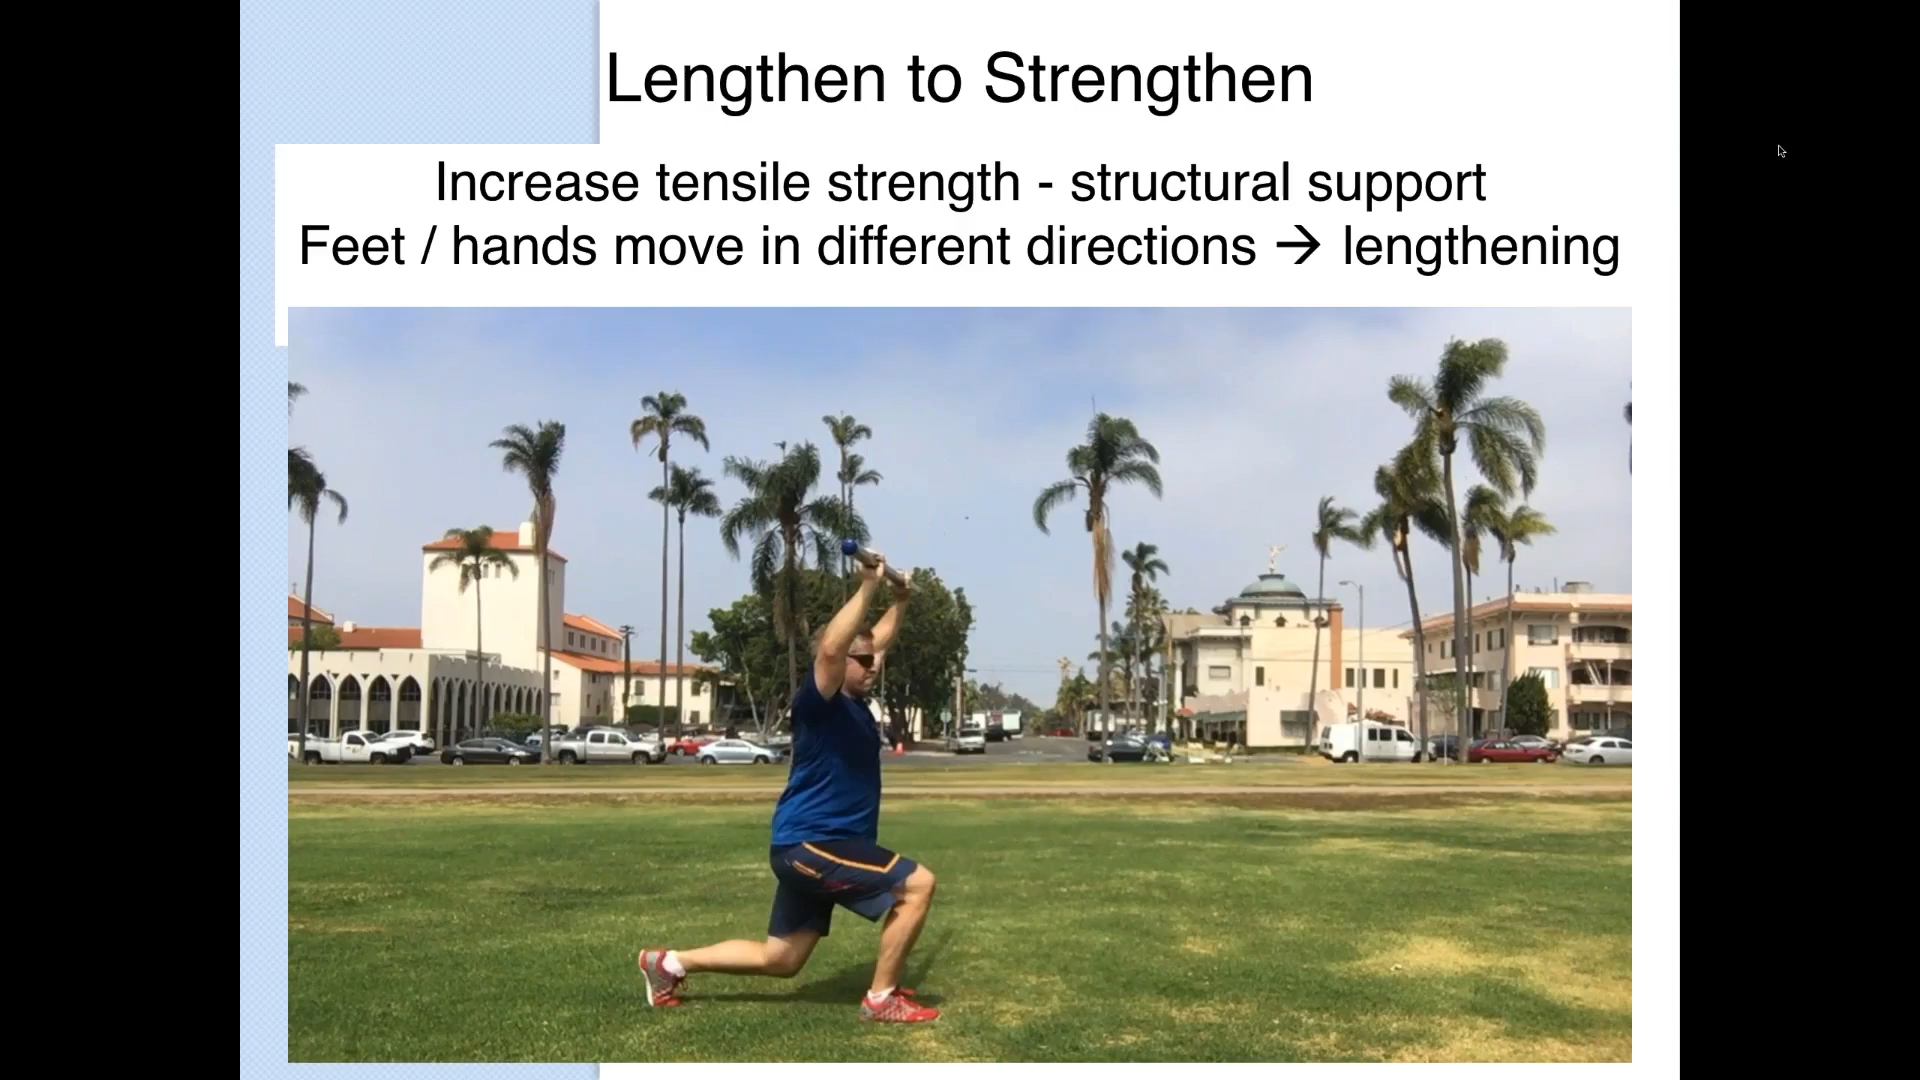 Lengthen to Strengthen
Increase tensile strength - structural support
Feet / hands move in different directions → lengthening